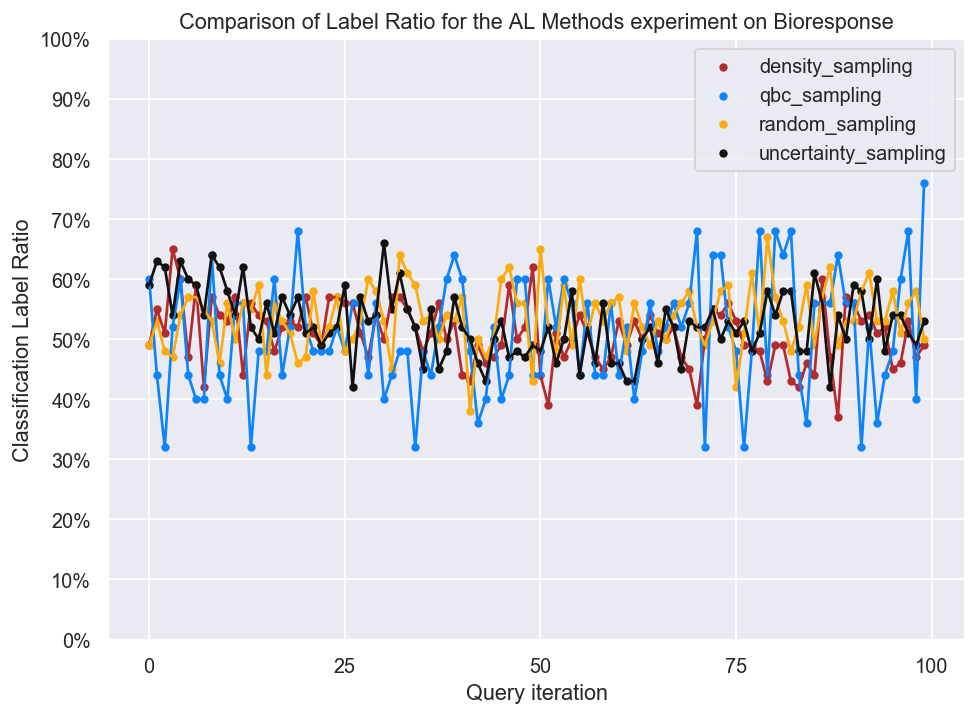 Comparison of Label Ratio for the AL Methods experiment on Bioresponse
100%
90%
80%
70%
60%
50%
40%
30%
20%
10%
0%
Classification Label Ratio
density_sampling
qbc_sampling
random_sampling
uncertainty_sampling
0
25
50
75
100
Query iteration